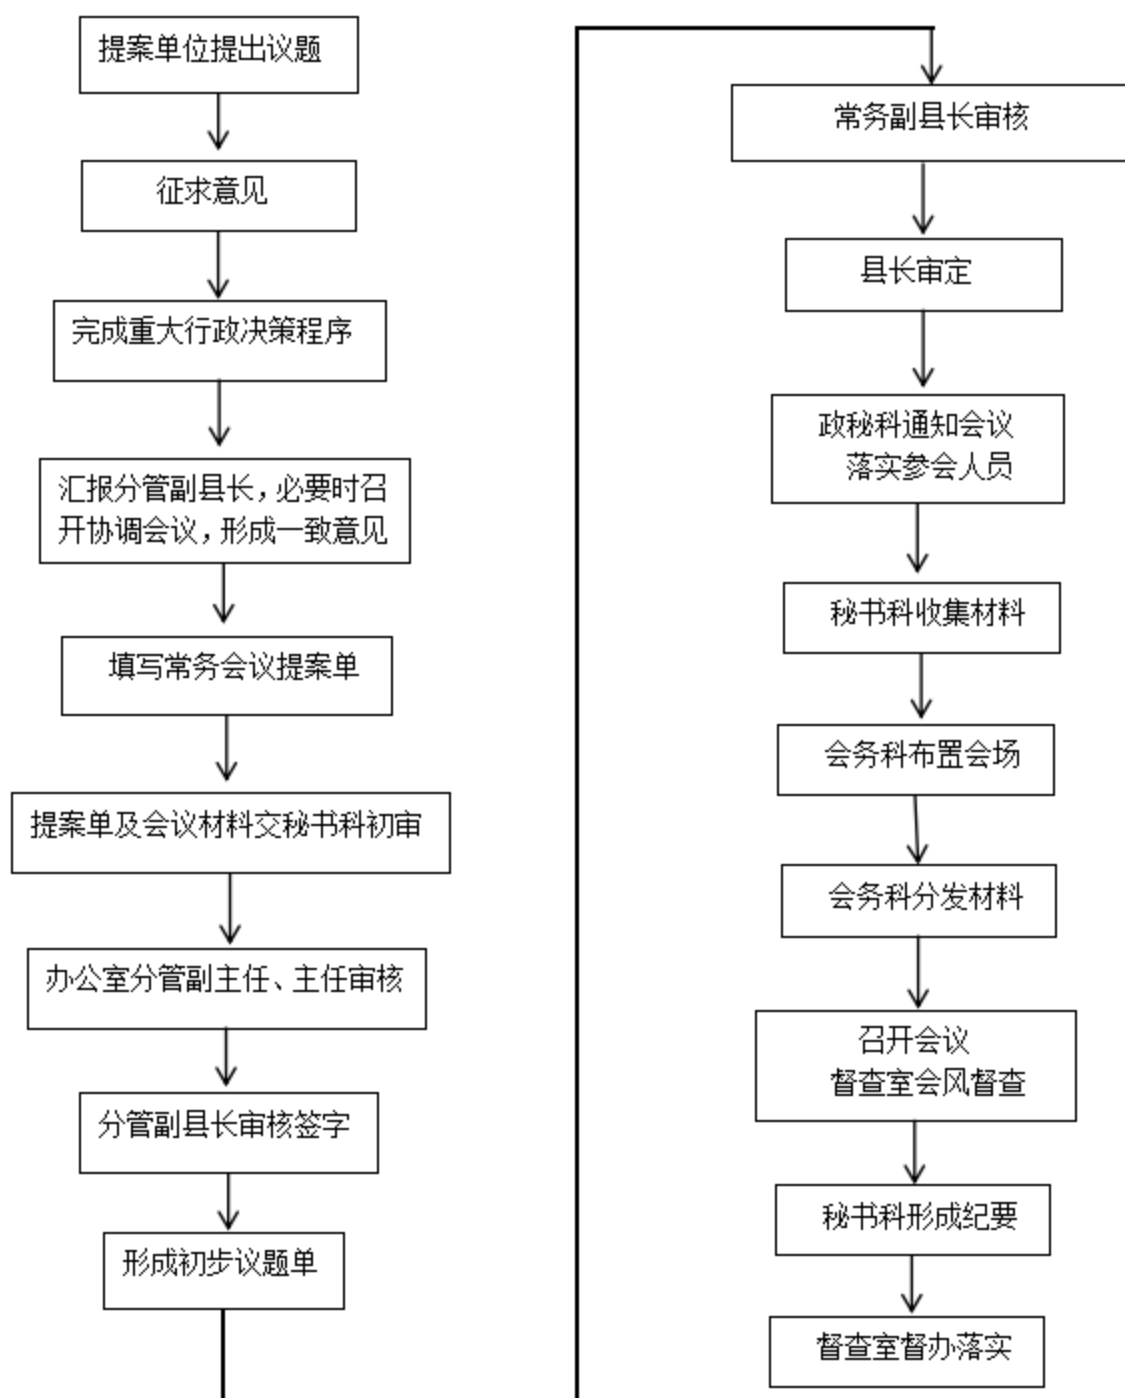 提案单位提出议题
征求意见
完成重大行政决策程序
汇报分管副县长，必要时召
开协调会议，形成一致意见
填写常务会议提案单
提案单及会议材料交秘书科初审
办公室分管副主任、主任审核
分管副县长审核签字
形成初步议题单
常务副县长审核
县长审定
政秘科通知会议
落实参会人员
秘书科收集材料
会务科布置会场
会务科分发材料
召开会议
督查室会风督查
秘书科形成纪要
督查室督办落实